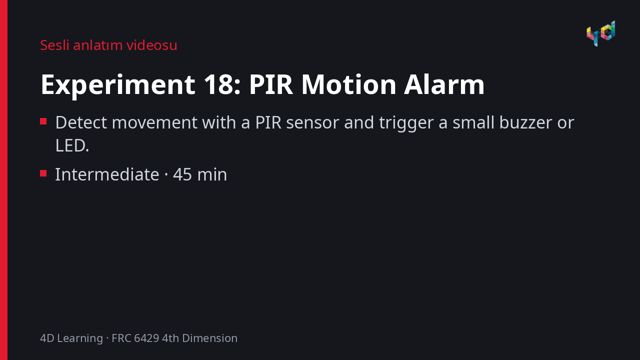 4d
Sesli anlatım videosu
Experiment 18: PIR Motion Alarm
Detect movement with a PIR sensor and trigger a small buzzer or
LED.
Intermediate · 45 min
4D Learning · FRC 6429 4th Dimension